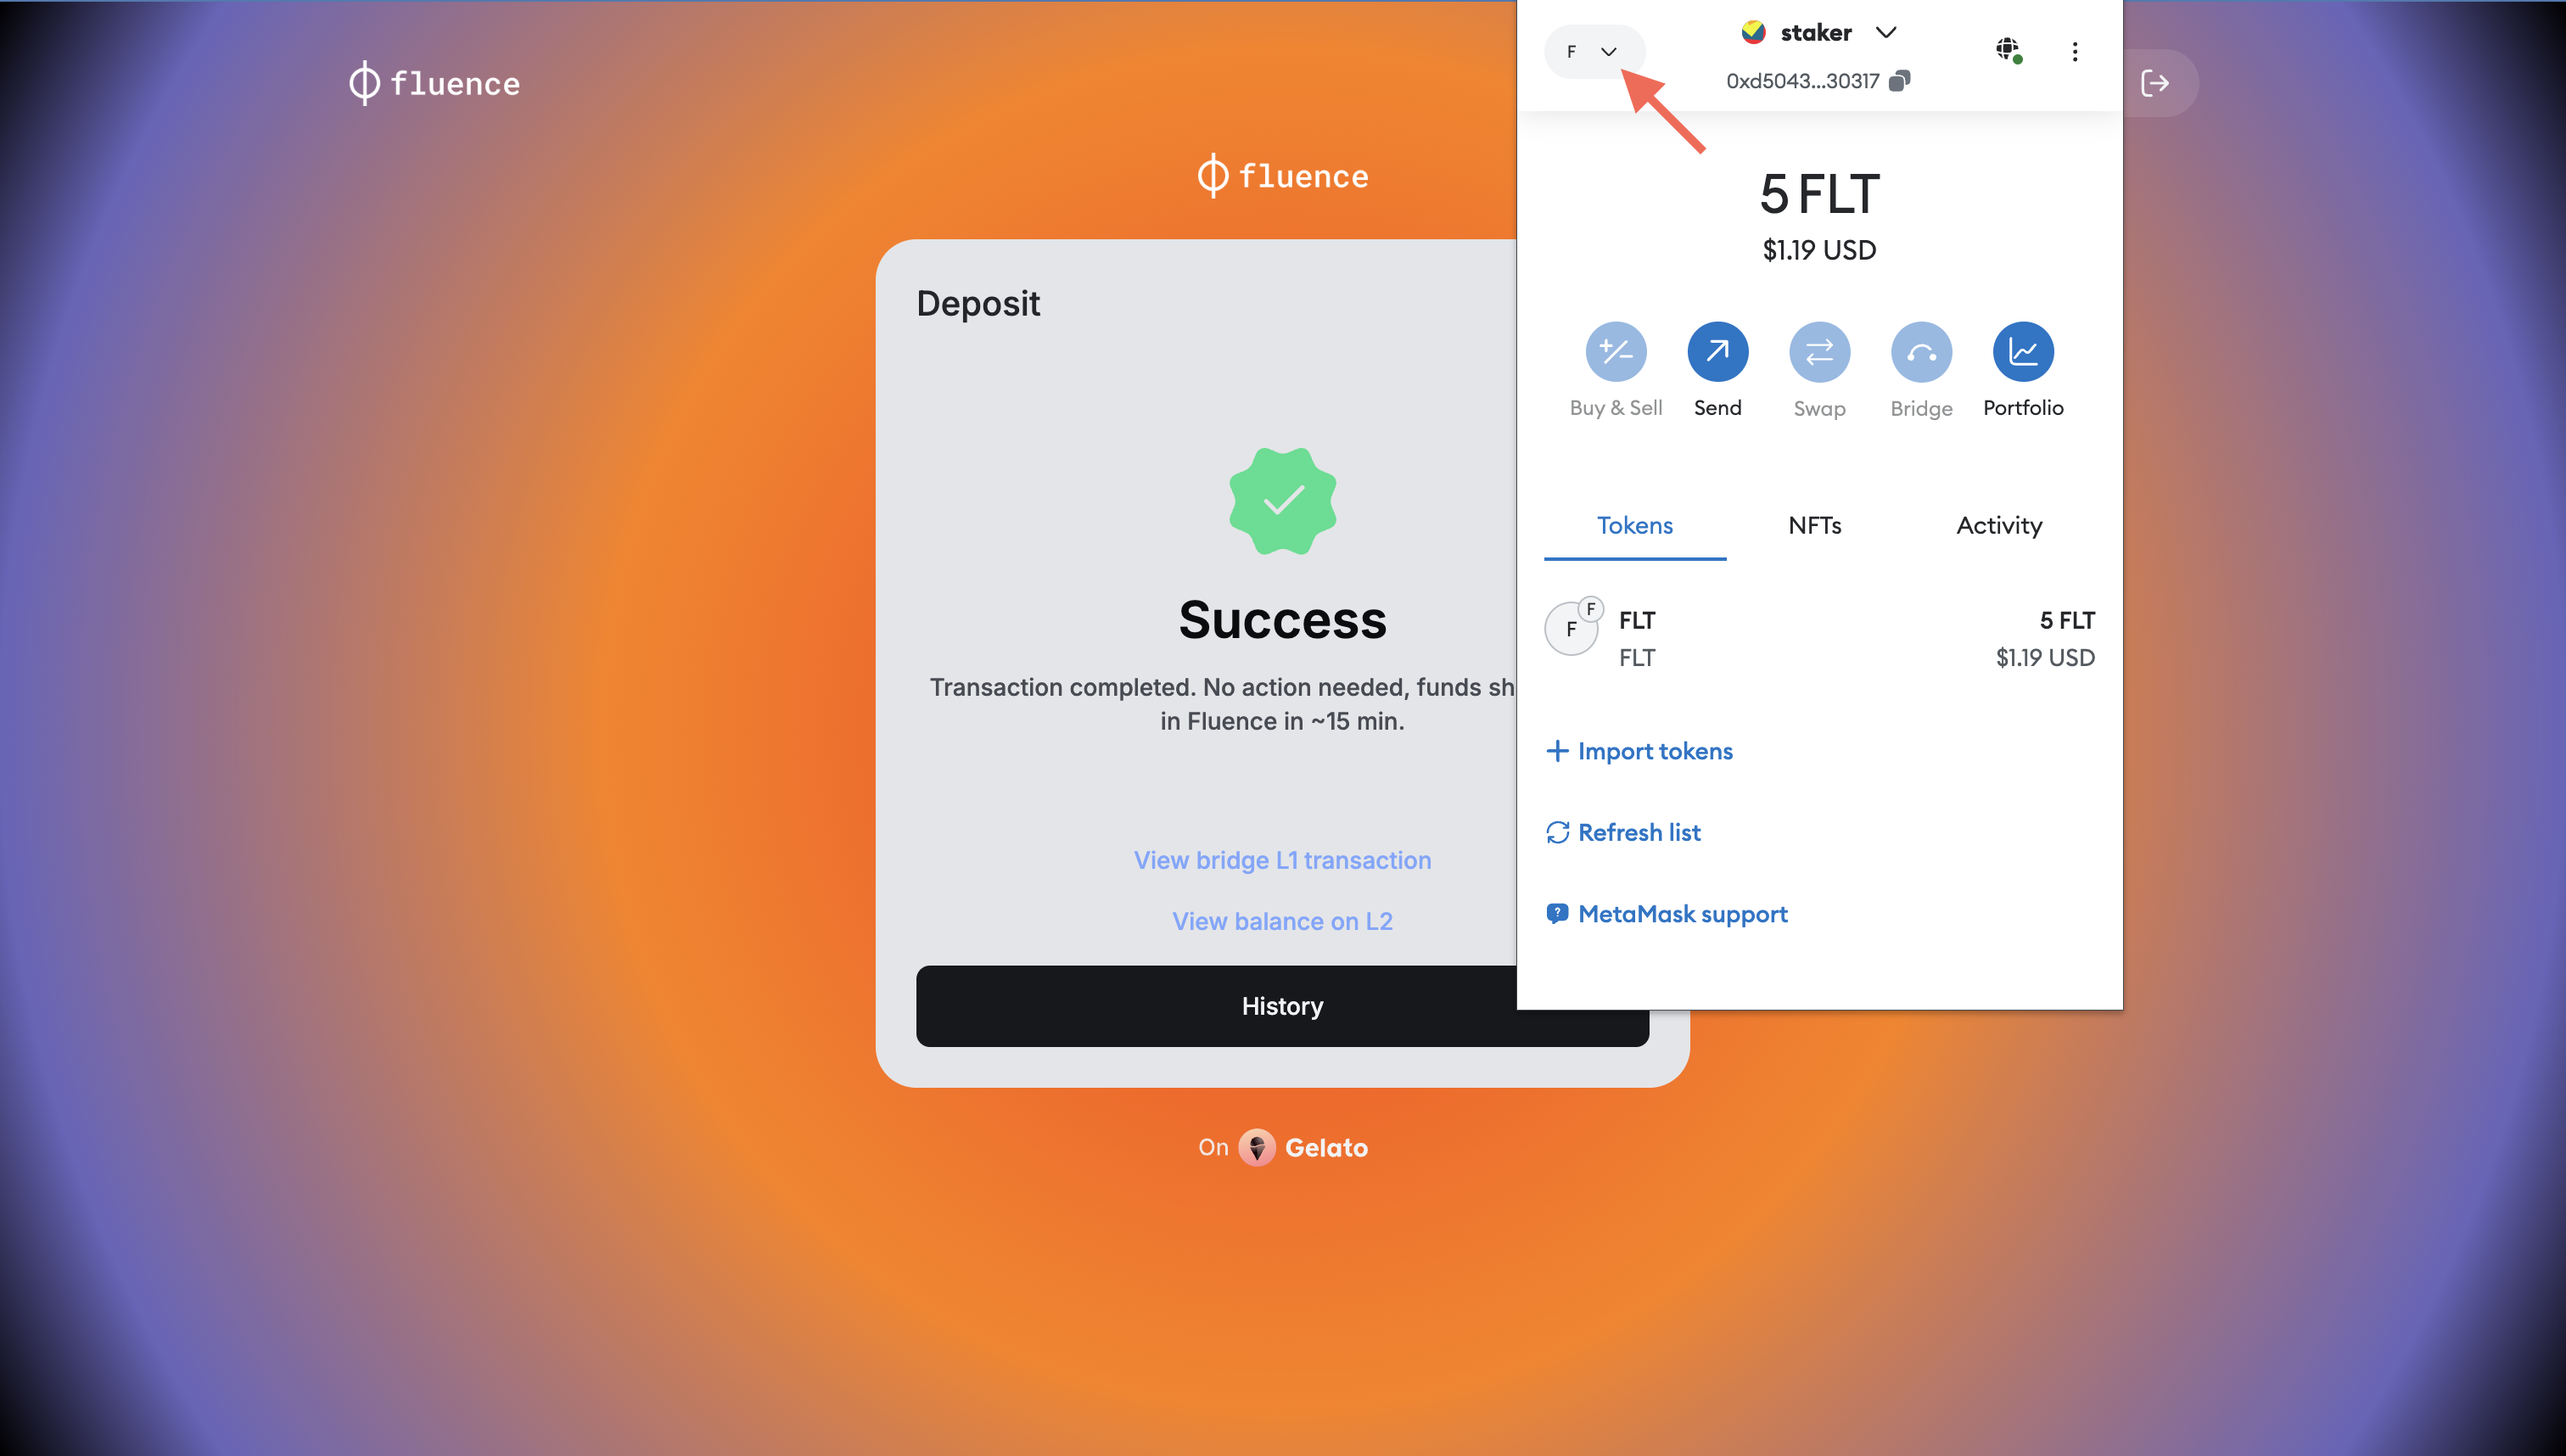 fluence
fluence
Deposit
Success
Transaction completed. No action needed, funds sh
in Fluence in ~15 min.
View bridge L1 transaction
View balance on L2
History
On Gelato
F
staker
0xd5043...30317
5 FLT
$1.19 USD
Buy & Sell
Send
Swap
Bridge
Portfolio
Tokens
NFTs
Activity
F
F
FLT
5 FLT
FLT
$1.19 USD
Import tokens
Refresh list
MetaMask support